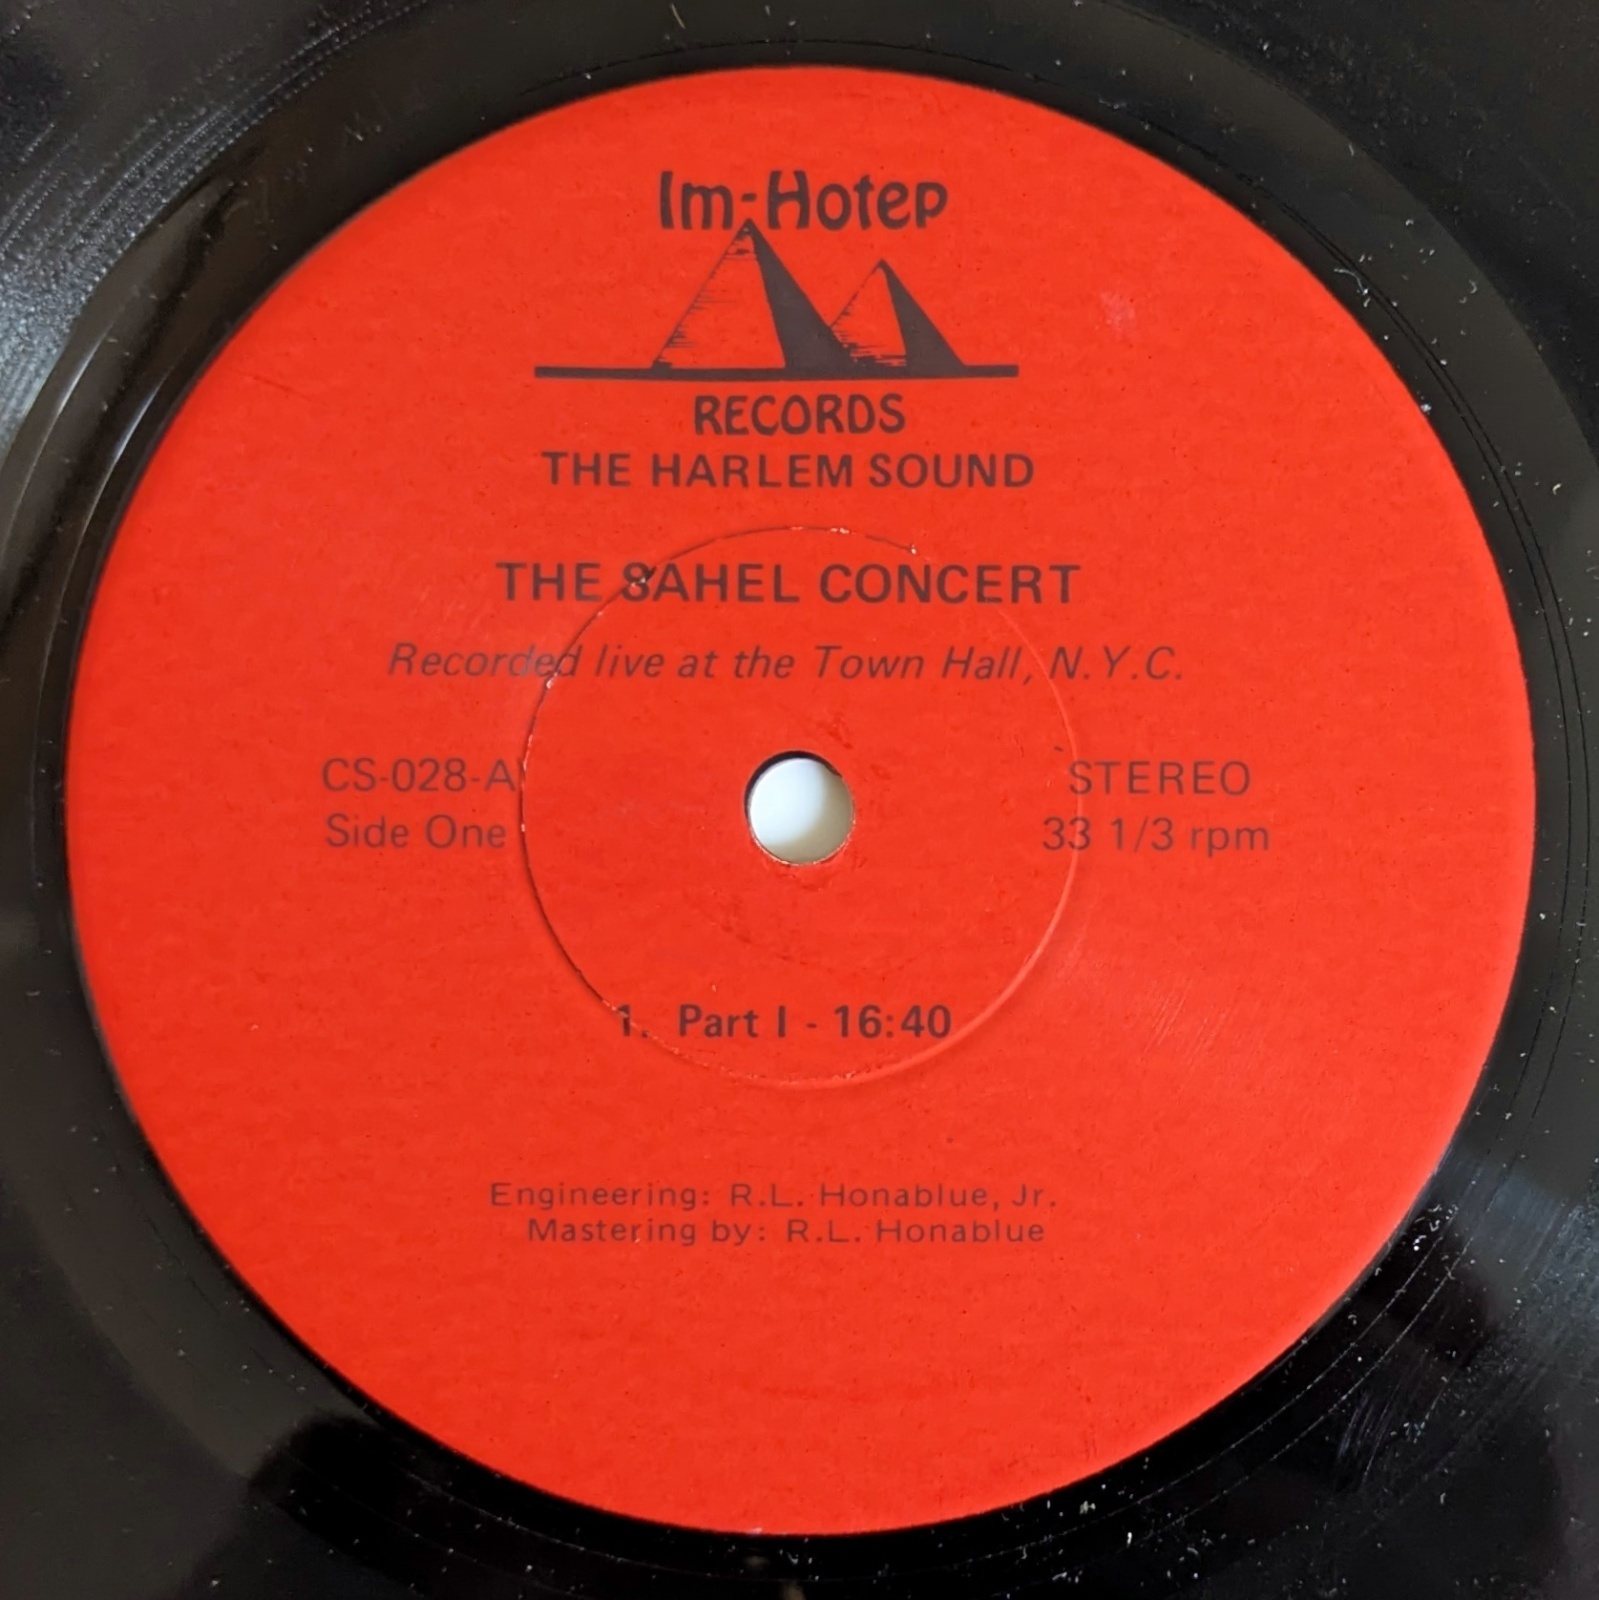 Im-Hotep
RECORDS
THE HARLEM SOUND
THE SAHEL CONCERT
Recorded live at the Town Hall, N.Y.C.
CS-028-A
Side One
STEREO
33 1/3 rpm
1. Part I - 16:40
Engineering: R.L. Honablue, Jr.
Mastering by: R.L. Honablue